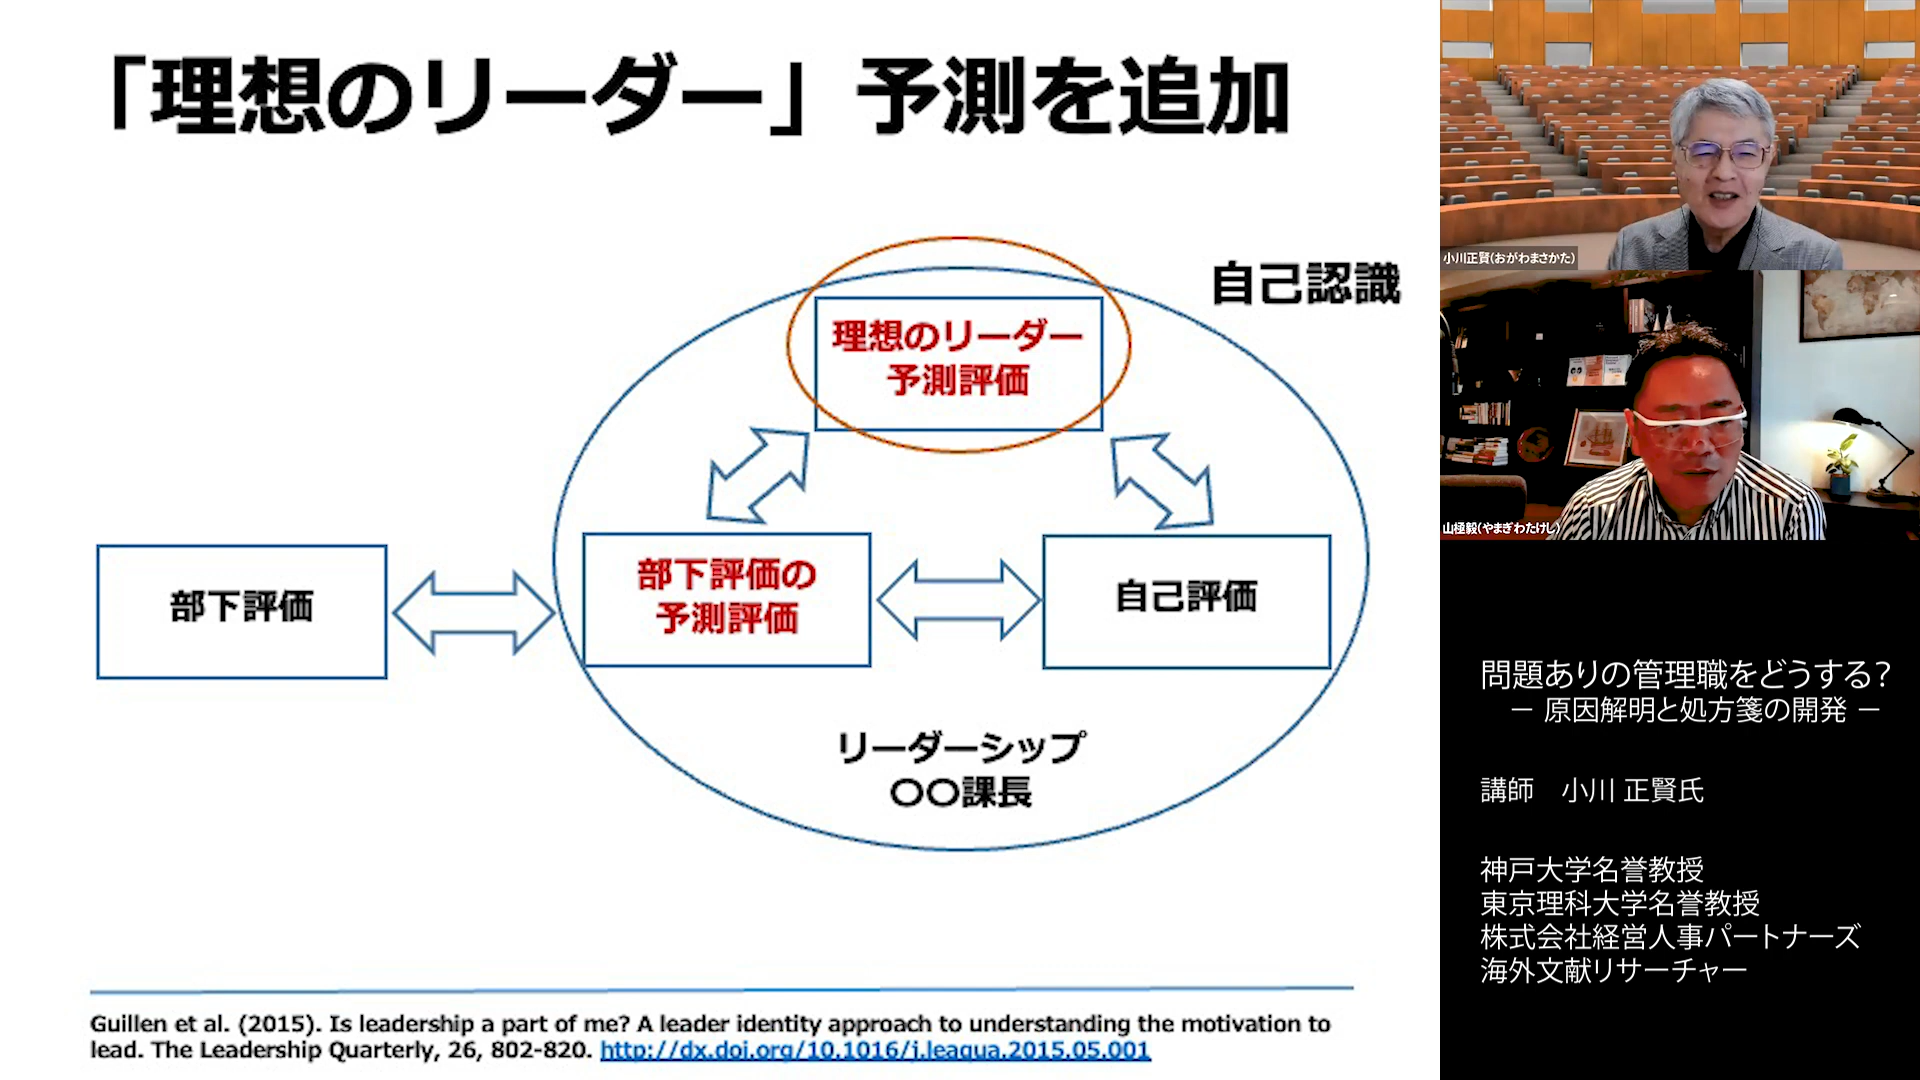 「理想のリーダー」予測を追加
自己認識
理想のリーダー
予測評価
部下評価
部下評価の
予測評価
自己評価
リーダーシップ
〇〇課長
Guillen et al. (2015). Is leadership a part of me? A leader identity approach to understanding the motivation to
lead. The Leadership Quarterly, 26, 802-820. http://dx.doi.org/10.1016/j.leaqua.2015.05.001
小川正賢(おがわまさかた)
山極毅(やまぎわたけし)
問題ありの管理職をどうする?
― 原因解明と処方箋の開発 ―
講師　小川 正賢氏
神戸大学名誉教授
東京理科大学名誉教授
株式会社経営人事パートナーズ
海外文献リサーチャー